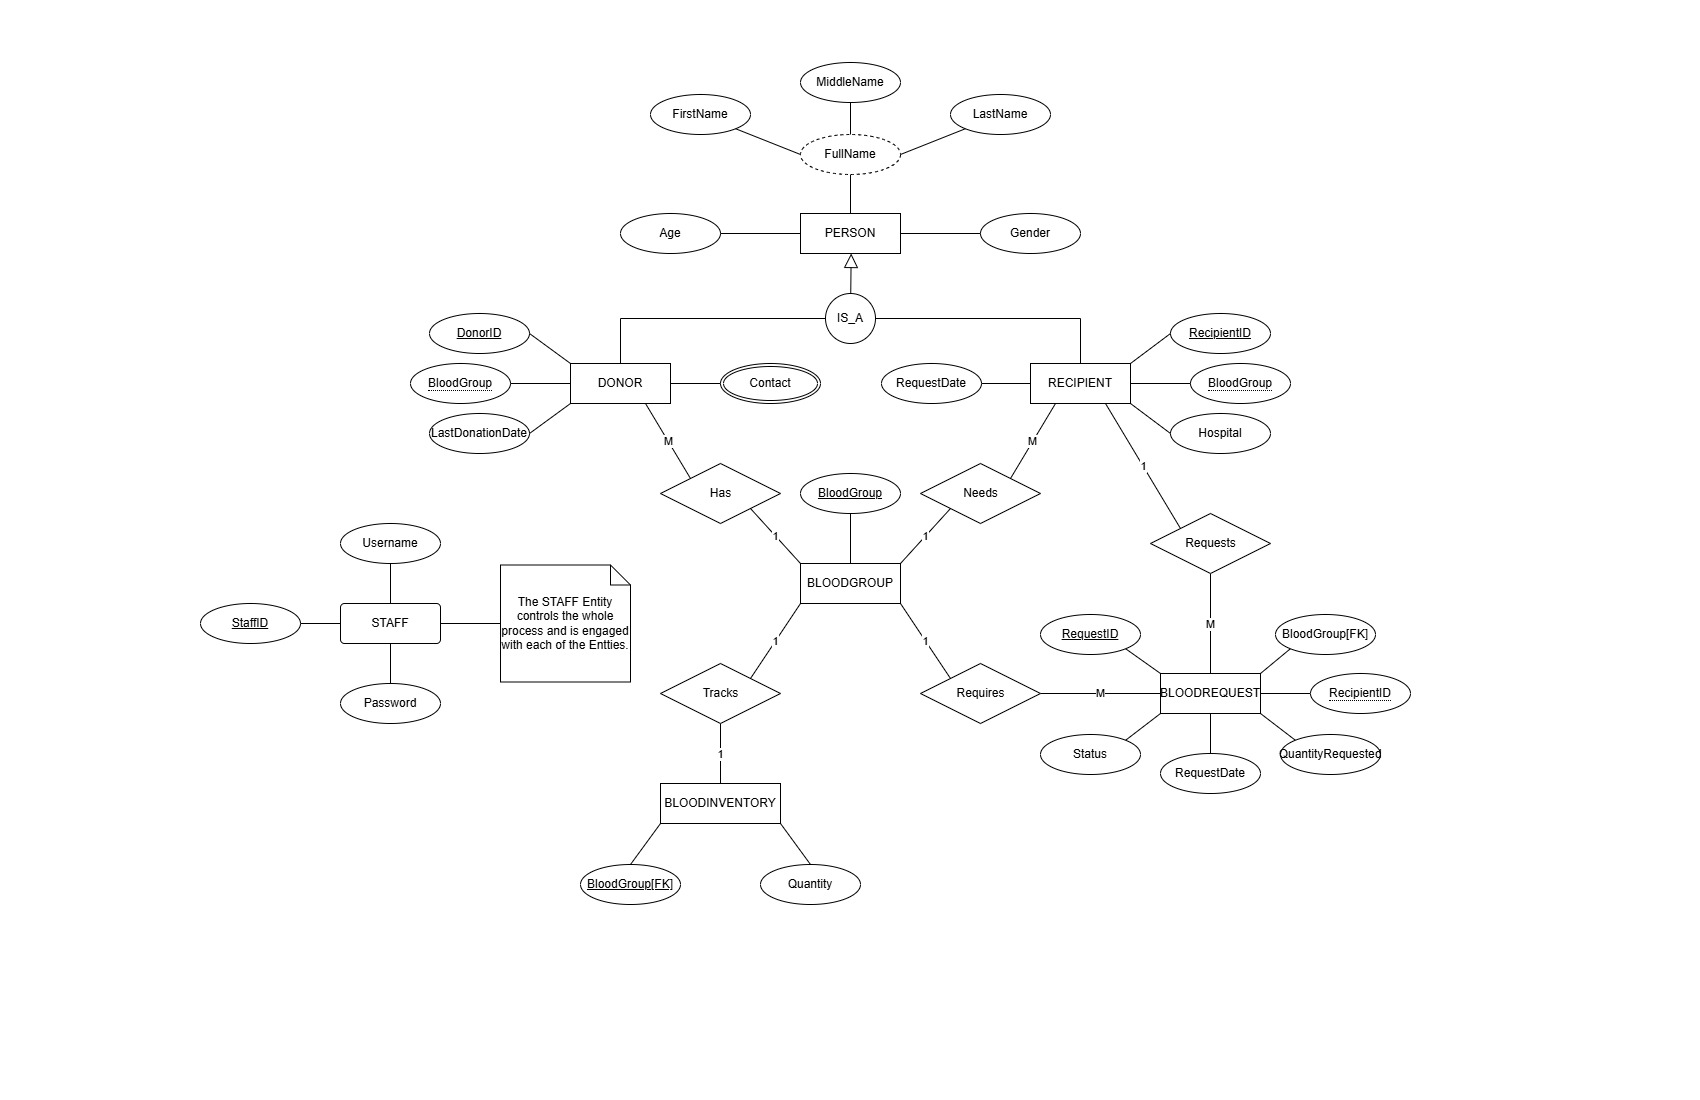 MiddleName
FirstName
LastName
FullName
Age
PERSON
Gender
IS_A
DonorID
RecipientID
BloodGroup
DONOR
Contact
RequestDate
RECIPIENT
BloodGroup
LastDonationDate
Hospital
M
M
1
Has
BloodGroup
Needs
1
1
Username
Requests
BLOODGROUP
The STAFF Entity
controls the whole
process and is engaged
with each of the Entties.
StaffID
STAFF
M
1
1
RequestID
BloodGroup[FK]
Tracks
Requires
M
BLOODREQUEST
RecipientID
Password
1
Status
QuantityRequested
RequestDate
BLOODINVENTORY
BloodGroup[FK]
Quantity